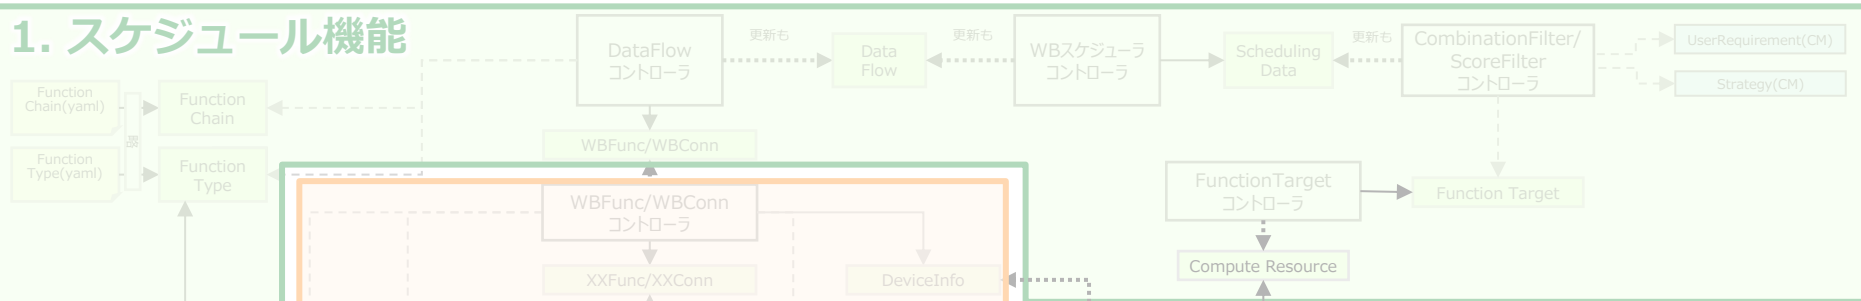 1. スケジュール機能
DataFlow
コントローラ
更新も
Data
Flow
更新も
WBスケジューラ
コントローラ
Scheduling
Data
更新も
CombinationFilter/
ScoreFilter
コントローラ
UserRequirement(CM)
Strategy(CM)
Function
Chain(yaml)
Function
Chain
WBFunc/WBConn
Function
Type(yaml)
Function
Type
WBFunc/WBConn
コントローラ
FunctionTarget
コントローラ
Function Target
XXFunc/XXConn
DeviceInfo
Compute Resource